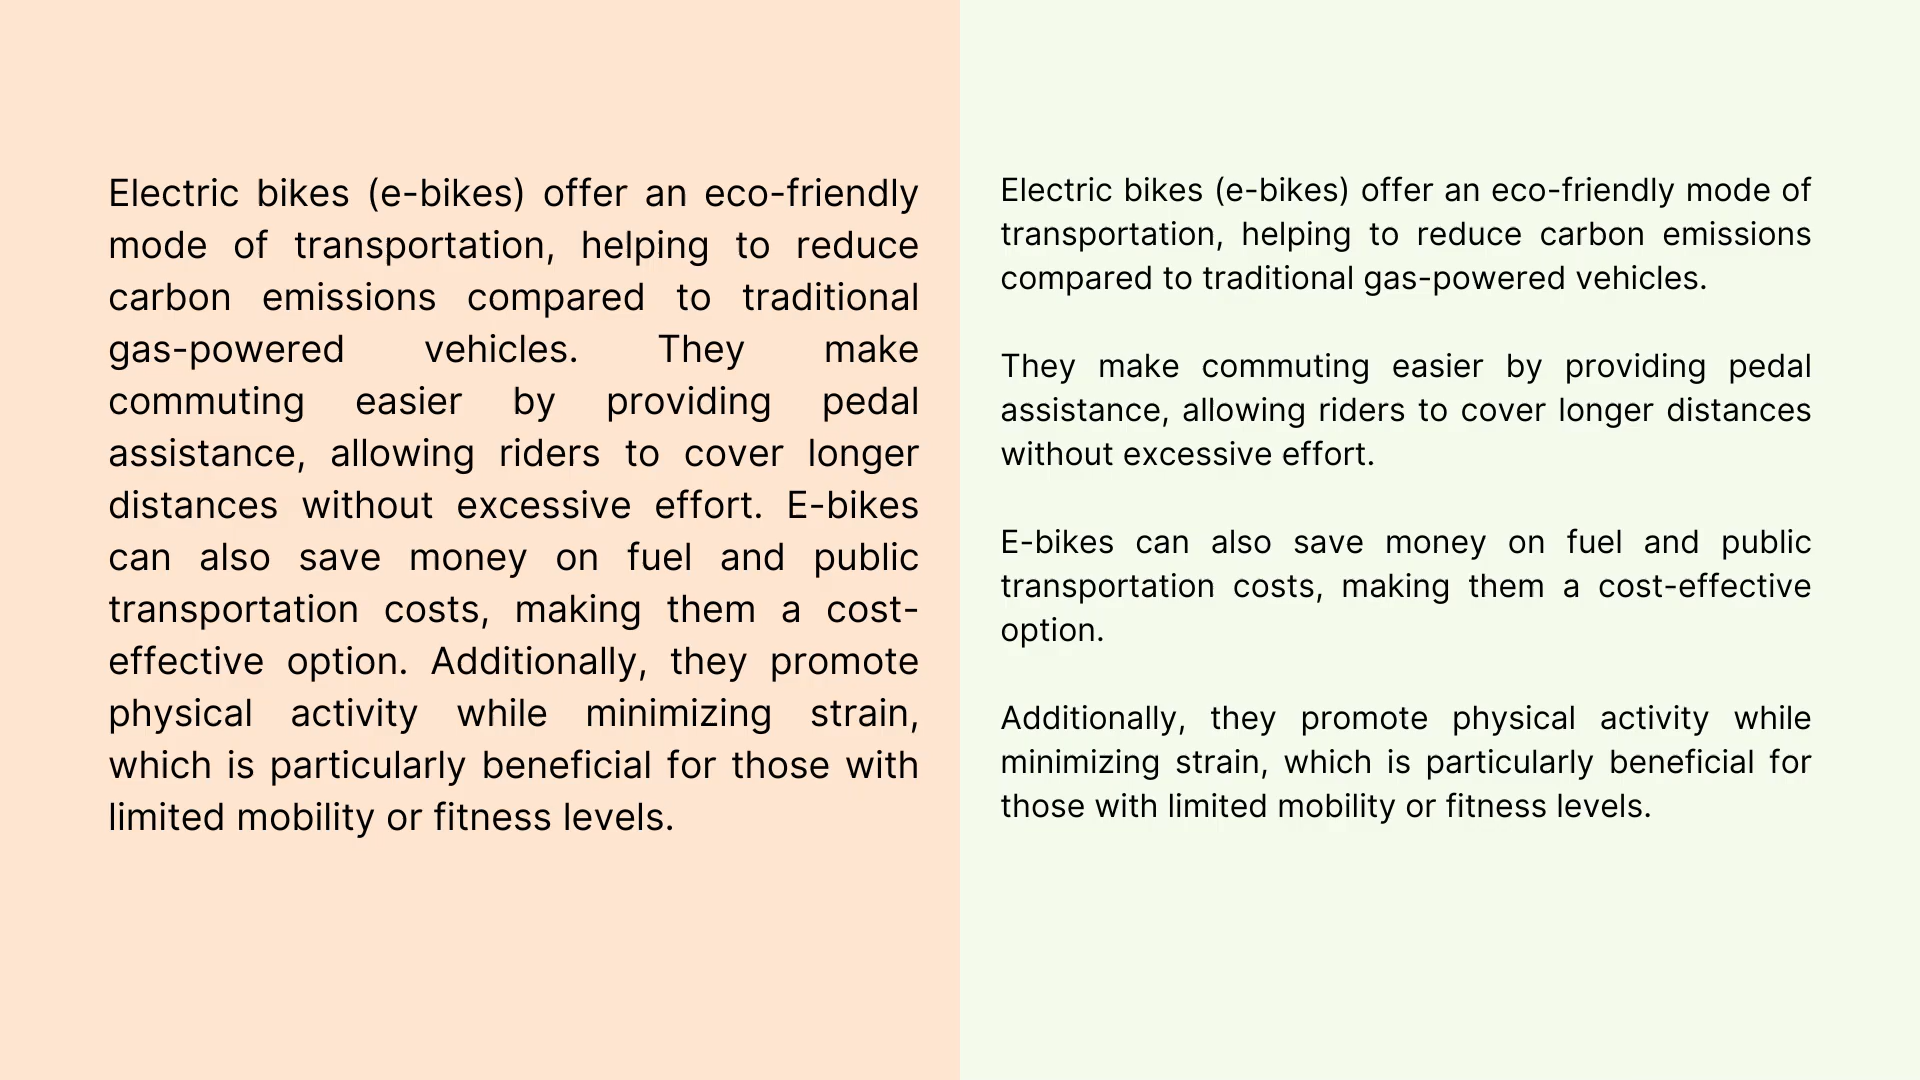 Electric bikes (e-bikes) offer an eco-friendly
mode of transportation, helping to reduce
carbon emissions compared to traditional
gas-powered vehicles. They make
commuting easier by providing pedal
assistance, allowing riders to cover longer
distances without excessive effort. E-bikes
can also save money on fuel and public
transportation costs, making them a cost-
effective option. Additionally, they promote
physical activity while minimizing strain,
which is particularly beneficial for those with
limited mobility or fitness levels.
Electric bikes (e-bikes) offer an eco-friendly mode of
transportation, helping to reduce carbon emissions
compared to traditional gas-powered vehicles.
They make commuting easier by providing pedal
assistance, allowing riders to cover longer distances
without excessive effort.
E-bikes can also save money on fuel and public
transportation costs, making them a cost-effective
option.
Additionally, they promote physical activity while
minimizing strain, which is particularly beneficial for
those with limited mobility or fitness levels.